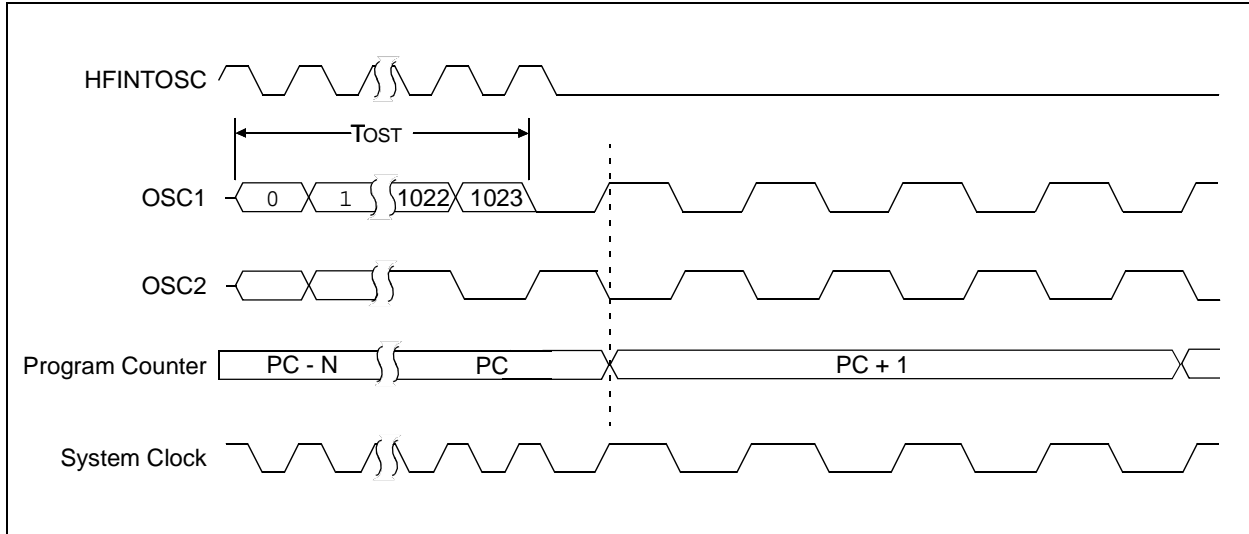 HFINTOSC
TOST
OSC1 0 1 1022 1023
OSC2
Program Counter PC - N PC PC + 1
System Clock